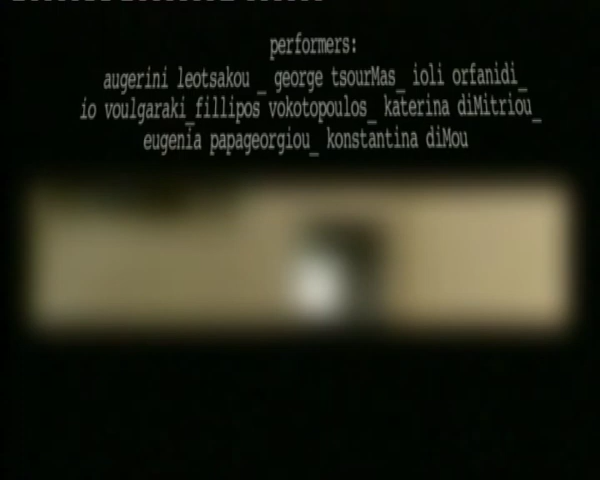 performers:
augerini leotsakou _ george tsourMas_ ioli orfanidi_
io voulgaraki_fillipos vokotopoulos_ katerina diMitriou_
eugenia papageorgiou_ konstantina diMou